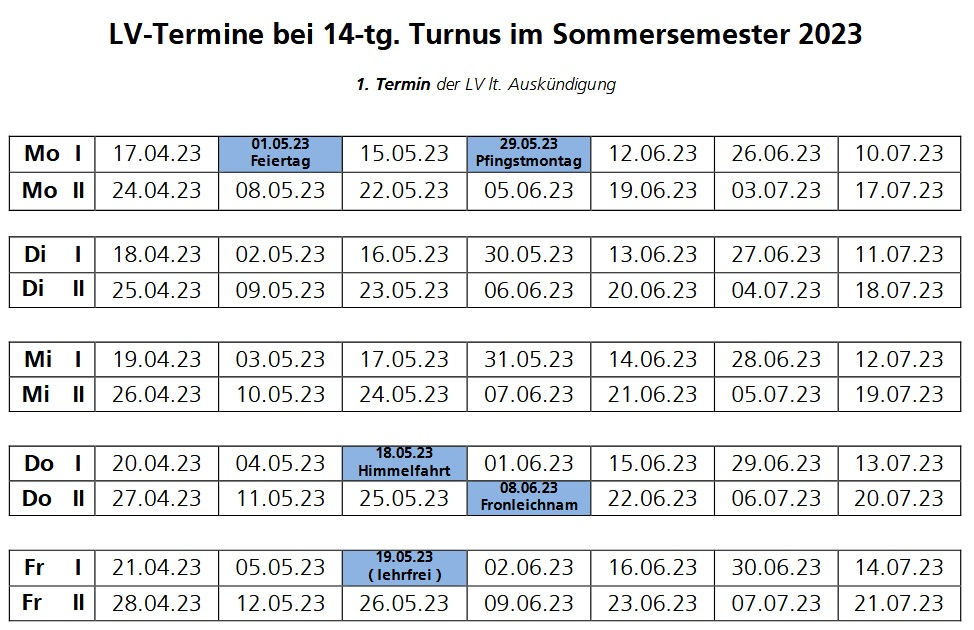 LV-Termine bei 14-tg. Turnus im Sommersemester 2023
1. Termin der LV lt. Auskündigung
Mo I 17.04.23 01.05.23 Feiertag 15.05.23 29.05.23 Pfingstmontag 12.06.23 26.06.23 10.07.23
Mo II 24.04.23 08.05.23 22.05.23 05.06.23 19.06.23 03.07.23 17.07.23
Di I 18.04.23 02.05.23 16.05.23 30.05.23 13.06.23 27.06.23 11.07.23
Di II 25.04.23 09.05.23 23.05.23 06.06.23 20.06.23 04.07.23 18.07.23
Mi I 19.04.23 03.05.23 17.05.23 31.05.23 14.06.23 28.06.23 12.07.23
Mi II 26.04.23 10.05.23 24.05.23 07.06.23 21.06.23 05.07.23 19.07.23
Do I 20.04.23 04.05.23 18.05.23 Himmelfahrt 01.06.23 15.06.23 29.06.23 13.07.23
Do II 27.04.23 11.05.23 25.05.23 08.06.23 Fronleichnam 22.06.23 06.07.23 20.07.23
Fr I 21.04.23 05.05.23 19.05.23 ( lehrfrei ) 02.06.23 16.06.23 30.06.23 14.07.23
Fr II 28.04.23 12.05.23 26.05.23 09.06.23 23.06.23 07.07.23 21.07.23